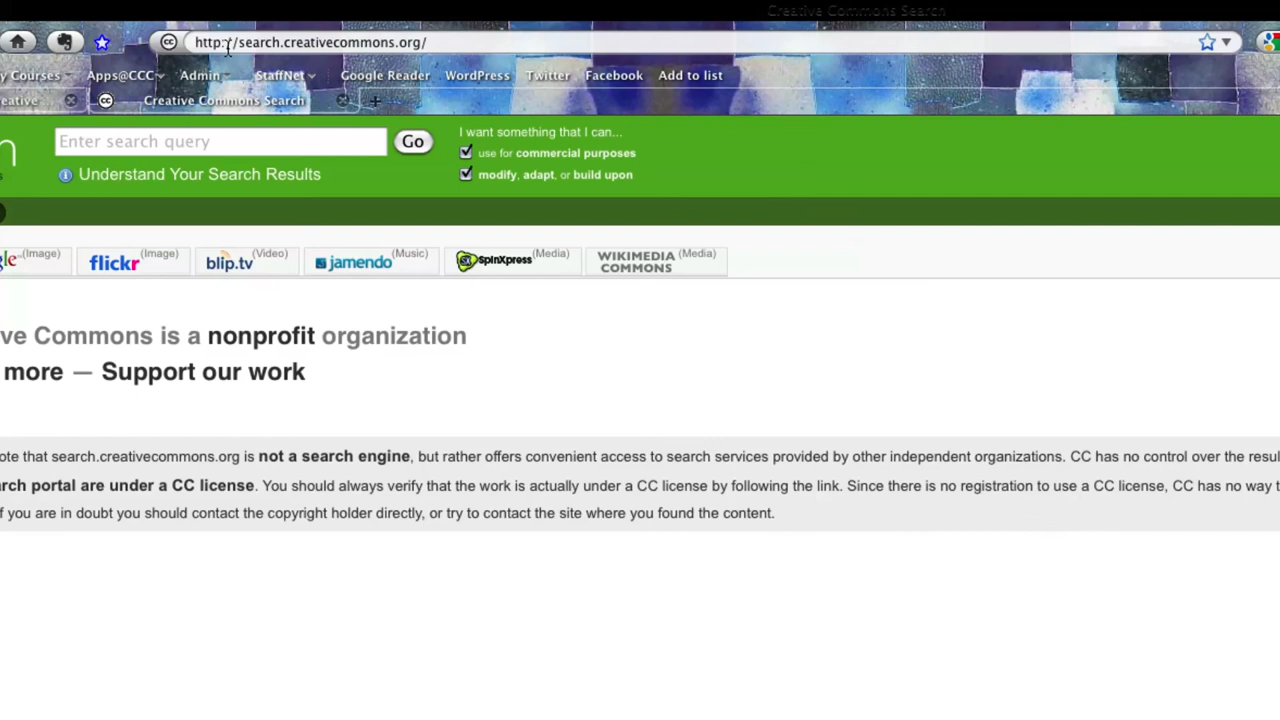 Creative Commons Search
http://search.creativecommons.org/
y Courses Apps@CCC Admin StaffNet Google Reader WordPress Twitter Facebook Add to list
reative ... Creative Commons Search
n
Enter search query Go
I want something that I can...
use for commercial purposes
Understand Your Search Results
modify, adapt, or build upon
gle (Image) flickr (Image) blip.tv (Video) jamendo (Music) SpinXpress (Media) WIKIMEDIA COMMONS (Media)
ve Commons is a nonprofit organization
more — Support our work
ote that search.creativecommons.org is not a search engine, but rather offers convenient access to search services provided by other independent organizations. CC has no control over the resul
arch portal are under a CC license. You should always verify that the work is actually under a CC license by following the link. Since there is no registration to use a CC license, CC has no way t
f you are in doubt you should contact the copyright holder directly, or try to contact the site where you found the content.